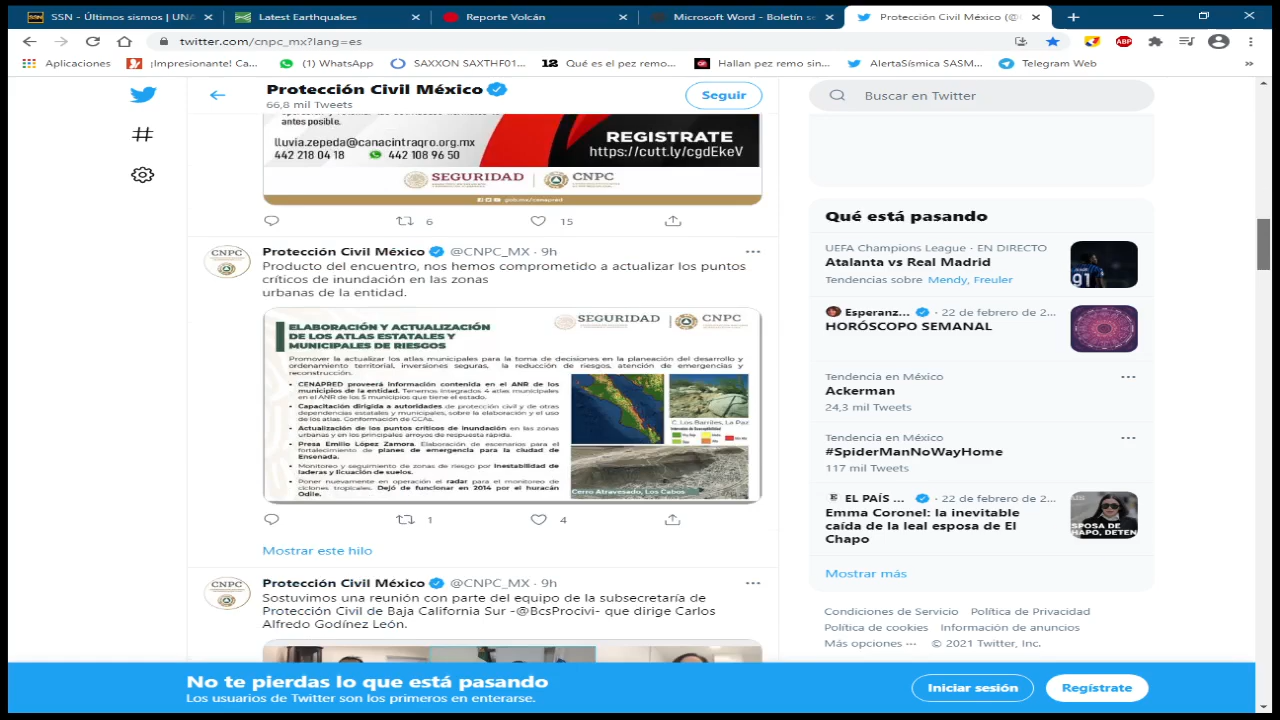 SSN - Últimos sismos | UNA
Latest Earthquakes
Reporte Volcán
Microsoft Word - Boletín se
Protección Civil México (@
twitter.com/cnpc_mx?lang=es
Aplicaciones
¡Impresionante! Ca...
(1) WhatsApp
SAXXON SAXTHF01...
12 Qué es el pez remo...
Hallan pez remo sin...
AlertaSísmica SASM...
Telegram Web
Protección Civil México
66,8 mil Tweets
Seguir
Buscar en Twitter
antes posible.
lluvia.zepeda@canacintraqro.org.mx
442 218 04 18 442 108 96 50
REGISTRATE
https://cutt.ly/cgdEkeV
SEGURIDAD | CNPC
gob.mx/cenapred
6 15
CNPC
Protección Civil México @CNPC_MX · 9h
Producto del encuentro, nos hemos comprometido a actualizar los puntos
críticos de inundación en las zonas
urbanas de la entidad.
ELABORACIÓN Y ACTUALIZACIÓN
DE LOS ATLAS ESTATALES Y
MUNICIPALES DE RIESGOS
SEGURIDAD | CNPC
Promover la actualizar los atlas municipales para la toma de decisiones en la planeación del desarrollo y
ordenamiento territorial, inversiones seguras, la reducción de riesgos, atención de emergencias y
reconstrucción.
• CENAPRED proveerá información contenida en el ANR de los
municipios de la entidad. Tenemos integrados 4 atlas municipales
en el ANR de los 5 municipios que tiene el estado.
• Capacitación dirigida a autoridades de protección civil y de otras
dependencias estatales y municipales, sobre la elaboración y el uso
de los atlas. Conformación de CCAs.
• Actualización de los puntos críticos de inundación en las zonas
urbanas y en los principales arroyos de respuesta rápida.
• Presa Emilio López Zamora. Elaboración de escenarios para el
fortalecimiento de planes de emergencia para la ciudad de
Ensenada.
• Monitoreo y seguimiento de zonas de riesgo por inestabilidad de
laderas y licuación de suelos.
• Poner nuevamente en operación el radar para el monitoreo de
ciclones tropicales. Dejó de funcionar en 2014 por el huracán
Odile.
C. Los Barriles, La Paz
Cerro Atravesado, Los Cabos
1 4
Mostrar este hilo
CNPC
Protección Civil México @CNPC_MX · 9h
Sostuvimos una reunión con parte del equipo de la subsecretaría de
Protección Civil de Baja California Sur -@BcsProcivi- que dirige Carlos
Alfredo Godínez León.
Qué está pasando
UEFA Champions League · EN DIRECTO
Atalanta vs Real Madrid
Tendencias sobre Mendy, Freuler
91
Esperanz... · 22 de febrero de 2...
HORÓSCOPO SEMANAL
Tendencia en México
Ackerman
24,3 mil Tweets
Tendencia en México
#SpiderManNoWayHome
117 mil Tweets
EL PAÍS ... · 22 de febrero de 2...
Emma Coronel: la inevitable
caída de la leal esposa de El
Chapo
ESPOSA DE
HAPO, DETEN
Mostrar más
Condiciones de Servicio Política de Privacidad
Política de cookies Información de anuncios
Más opciones ··· © 2021 Twitter, Inc.
No te pierdas lo que está pasando
Los usuarios de Twitter son los primeros en enterarse.
Iniciar sesión
Regístrate